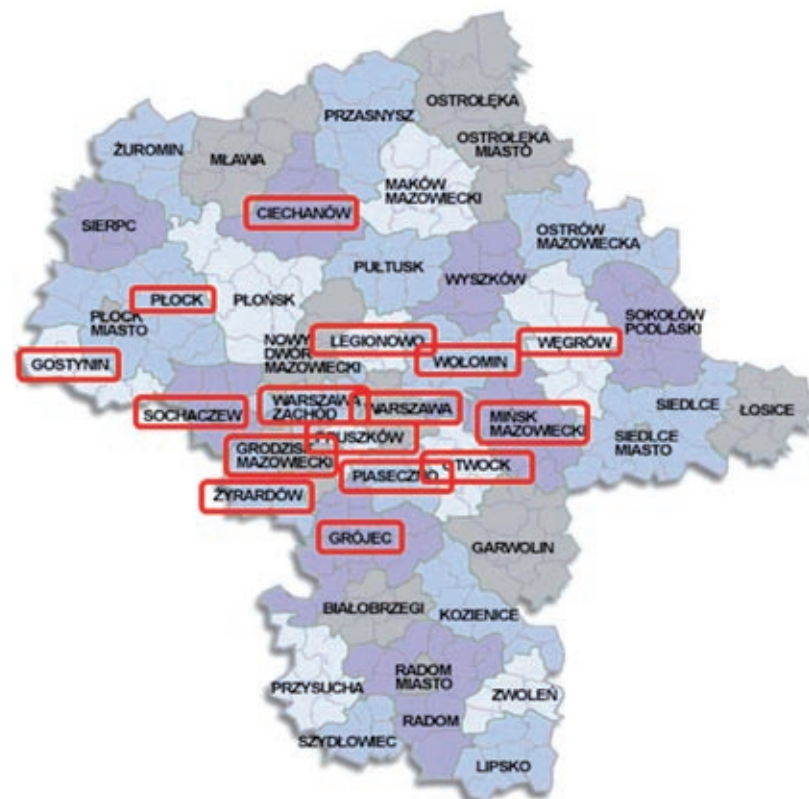 OSTROŁĘKA
PRZASNYSZ
OSTROŁĘKA
MIASTO
ŻUROMIN
MŁAWA
MAKÓW
MAZOWIECKI
CIECHANÓW
SIERPC
OSTRÓW
MAZOWIECKA
PUŁTUSK
WYSZKÓW
PŁOCK
PŁOŃSK
PŁOCK
MIASTO
SOKOŁÓW
PODLASKI
NOWY
DWÓR
MAZOWIECKI
LEGIONOWO
WĘGRÓW
GOSTYNIN
WOŁOMIN
SOCHACZEW
WARSZAWA
ZACHÓD
WARSZAWA
MIŃSK
MAZOWIECKI
SIEDLCE
ŁOSICE
SIEDLCE
MIASTO
PRUSZKÓW
GRODZISK
MAZOWIECKI
PIASECZNO
OTWOCK
ŻYRARDÓW
GRÓJEC
GARWOLIN
BIAŁOBRZEGI
KOZIENICE
RADOM
MIASTO
PRZYSUCHA
ZWOLEŃ
RADOM
SZYDŁOWIEC
LIPSKO